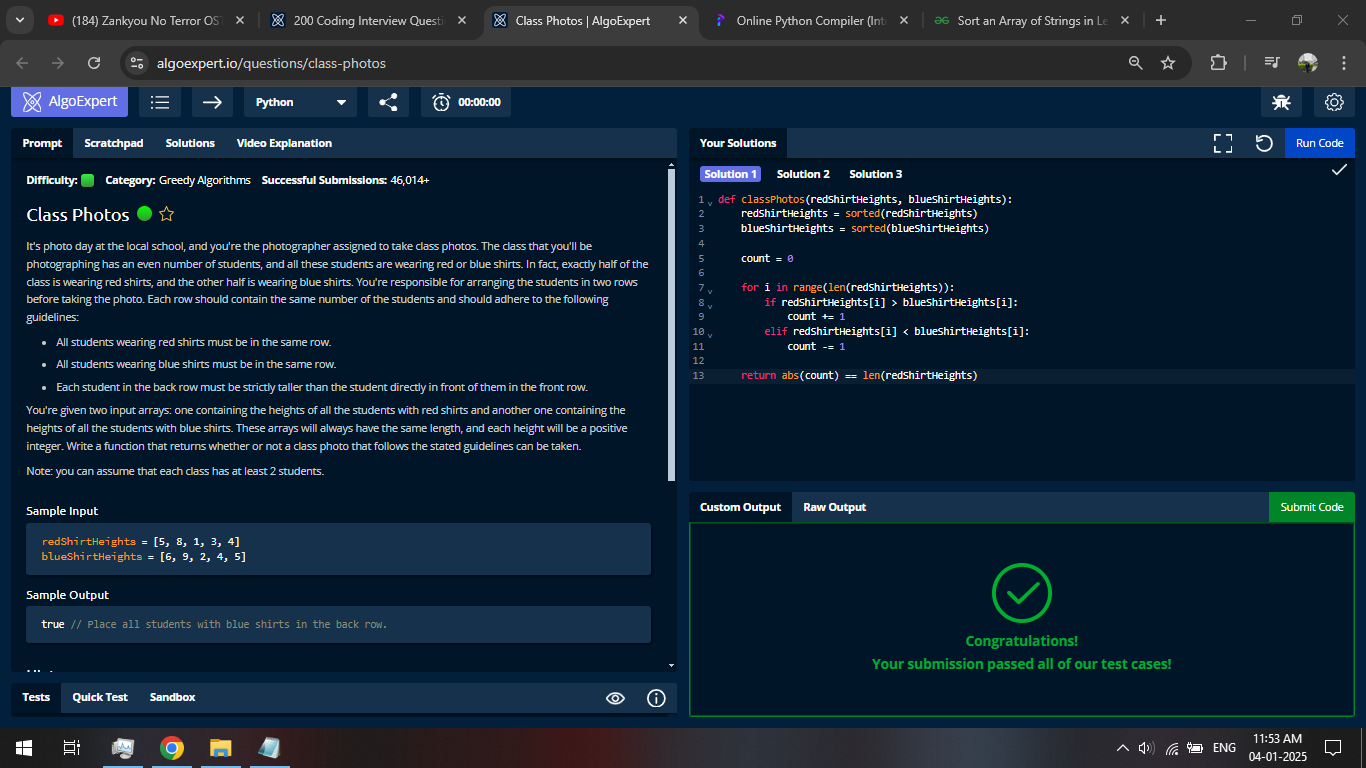 (184) Zankyou No Terror OST
200 Coding Interview Questi
Class Photos | AlgoExpert
Online Python Compiler (Int
Sort an Array of Strings in Le
algoexpert.io/questions/class-photos
AlgoExpert
Python
00:00:00
Prompt
Scratchpad
Solutions
Video Explanation
Difficulty:
Category: Greedy Algorithms
Successful Submissions: 46,014+
Class Photos
It's photo day at the local school, and you're the photographer assigned to take class photos. The class that you'll be
photographing has an even number of students, and all these students are wearing red or blue shirts. In fact, exactly half of the
class is wearing red shirts, and the other half is wearing blue shirts. You're responsible for arranging the students in two rows
before taking the photo. Each row should contain the same number of the students and should adhere to the following
guidelines:
• All students wearing red shirts must be in the same row.
• All students wearing blue shirts must be in the same row.
• Each student in the back row must be strictly taller than the student directly in front of them in the front row.
You're given two input arrays: one containing the heights of all the students with red shirts and another one containing the
heights of all the students with blue shirts. These arrays will always have the same length, and each height will be a positive
integer. Write a function that returns whether or not a class photo that follows the stated guidelines can be taken.
Note: you can assume that each class has at least 2 students.
Sample Input
redShirtHeights = [5, 8, 1, 3, 4]
blueShirtHeights = [6, 9, 2, 4, 5]
Sample Output
true // Place all students with blue shirts in the back row.
Tests
Quick Test
Sandbox
Your Solutions
Run Code
Solution 1
Solution 2
Solution 3
1 def classPhotos(redShirtHeights, blueShirtHeights):
2 redShirtHeights = sorted(redShirtHeights)
3 blueShirtHeights = sorted(blueShirtHeights)
4
5 count = 0
6
7 for i in range(len(redShirtHeights)):
8 if redShirtHeights[i] > blueShirtHeights[i]:
9 count += 1
10 elif redShirtHeights[i] < blueShirtHeights[i]:
11 count -= 1
12
13 return abs(count) == len(redShirtHeights)
Custom Output
Raw Output
Submit Code
Congratulations!
Your submission passed all of our test cases!
ENG
11:53 AM
04-01-2025